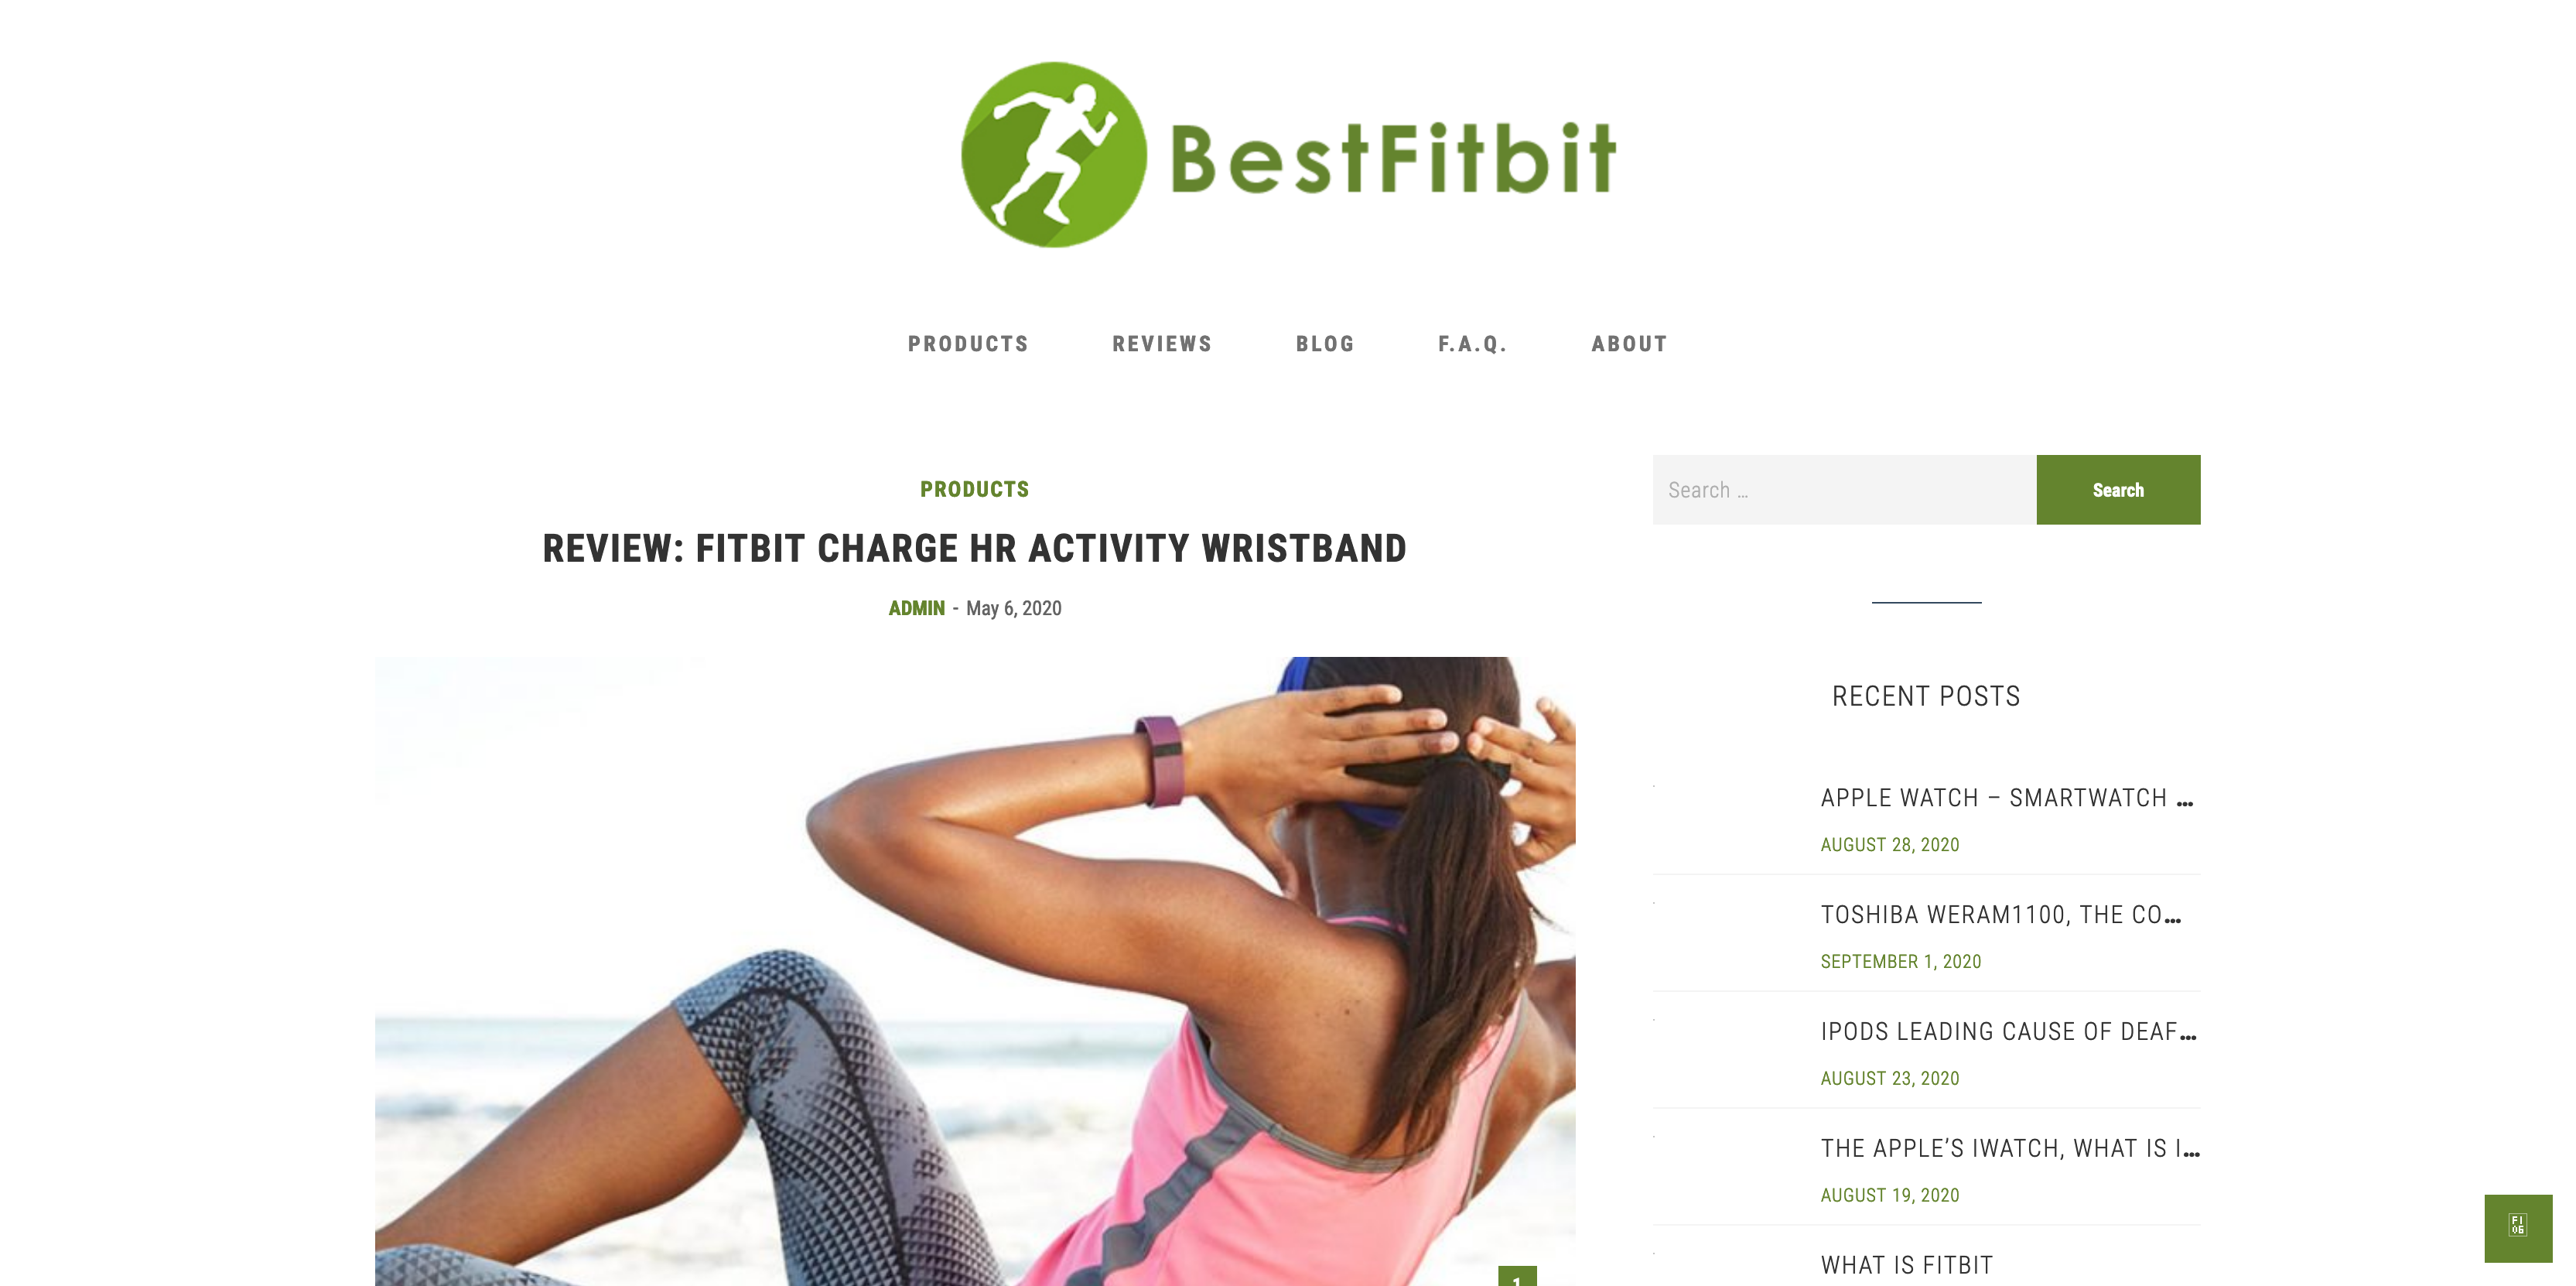 BestFitbit
PRODUCTS REVIEWS BLOG F.A.Q. ABOUT
PRODUCTS
REVIEW: FITBIT CHARGE HR ACTIVITY WRISTBAND
ADMIN - May 6, 2020
Search …
Search
RECENT POSTS
APPLE WATCH – SMARTWATCH …
AUGUST 28, 2020
TOSHIBA WERAM1100, THE CO…
SEPTEMBER 1, 2020
IPODS LEADING CAUSE OF DEAF…
AUGUST 23, 2020
THE APPLE’S IWATCH, WHAT IS I…
AUGUST 19, 2020
WHAT IS FITBIT
1